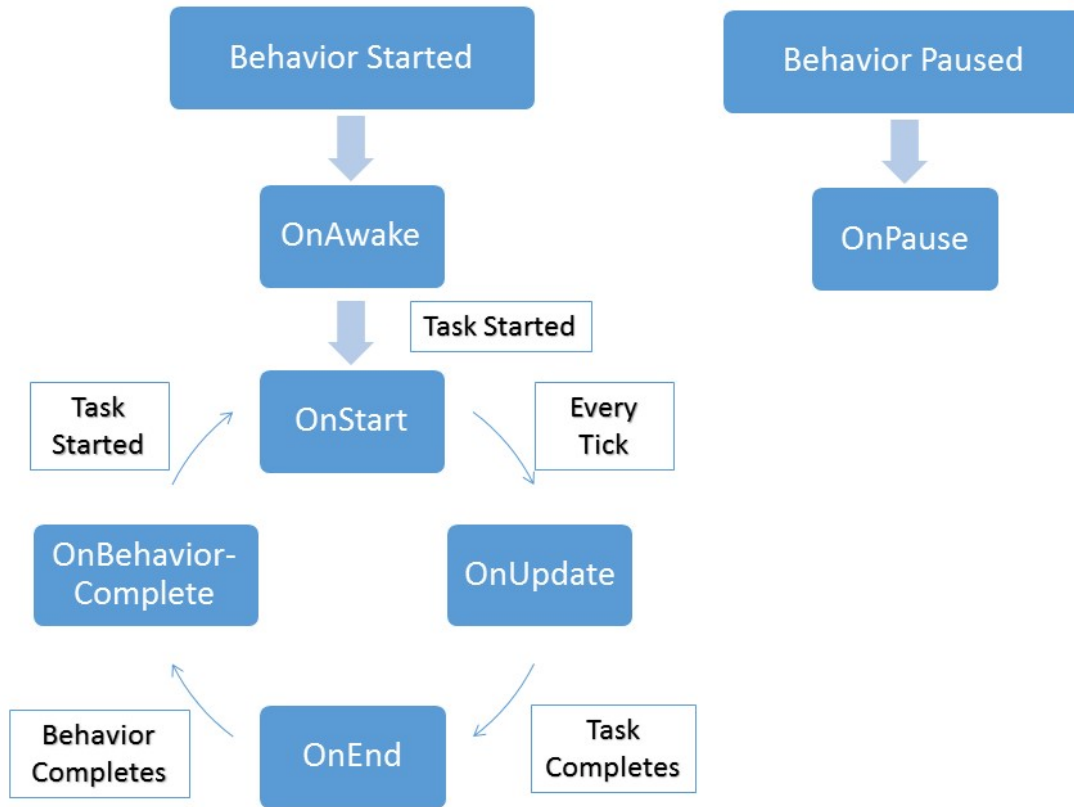 Behavior Started
Behavior Paused
OnAwake
OnPause
Task Started
Task
Started
OnStart
Every
Tick
OnBehavior-
Complete
OnUpdate
Behavior
Completes
OnEnd
Task
Completes